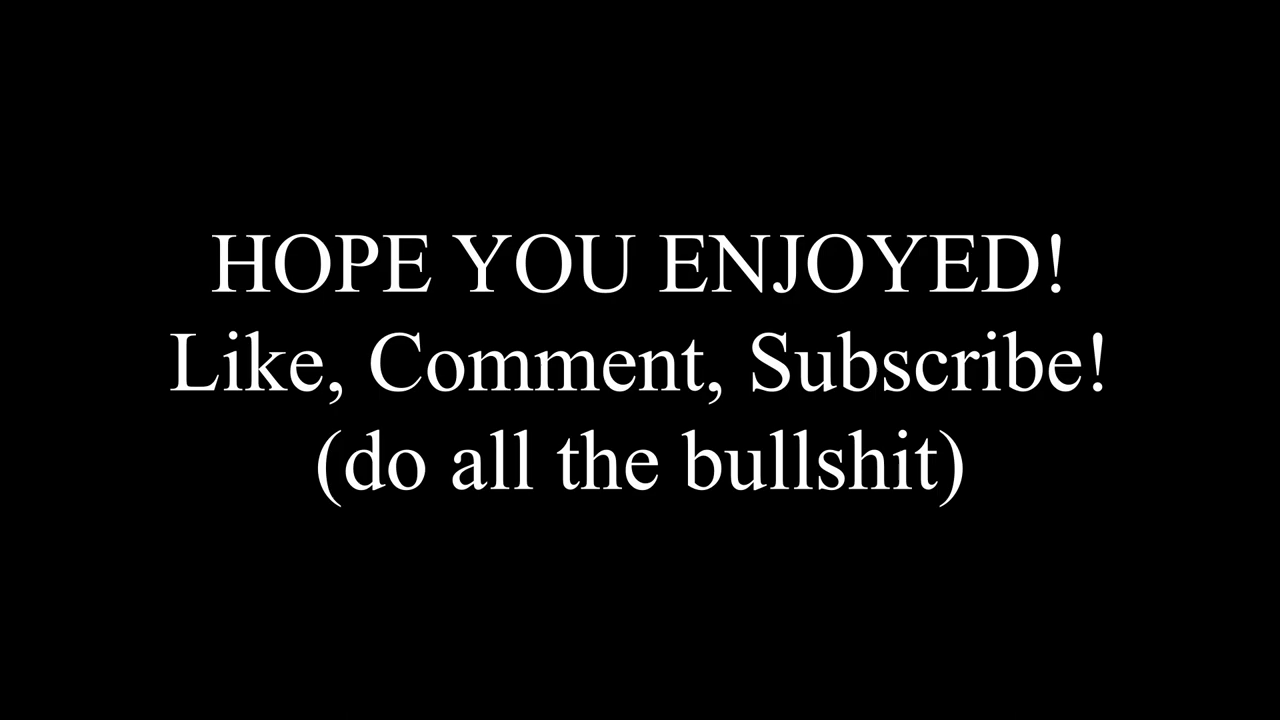 HOPE YOU ENJOYED!
Like, Comment, Subscribe!
(do all the bullshit)